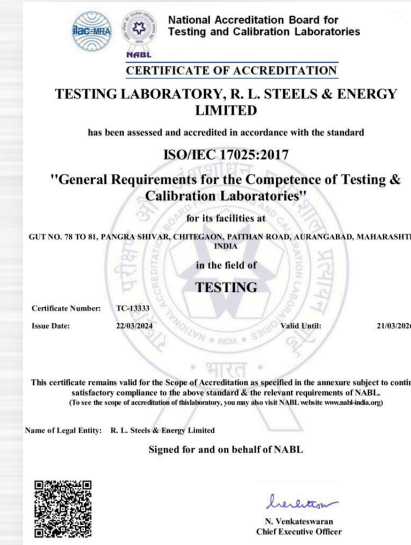 ilac-MRA
NABL
National Accreditation Board for
Testing and Calibration Laboratories
CERTIFICATE OF ACCREDITATION
TESTING LABORATORY, R. L. STEELS & ENERGY
LIMITED
has been assessed and accredited in accordance with the standard
ISO/IEC 17025:2017
"General Requirements for the Competence of Testing &
Calibration Laboratories"
for its facilities at
GUT NO. 78 TO 81, PANGRA SHIVAR, CHITEGAON, PAITHAN ROAD, AURANGABAD, MAHARASHTR
INDIA
in the field of
TESTING
Certificate Number: TC-13333
Issue Date: 22/03/2024 Valid Until: 21/03/2026
This certificate remains valid for the Scope of Accreditation as specified in the annexure subject to contin
satisfactory compliance to the above standard & the relevant requirements of NABL.
(To see the scope of accreditation of thislaboratory, you may also visit NABL website www.nabl-india.org)
Name of Legal Entity: R. L. Steels & Energy Limited
Signed for and on behalf of NABL
N. Venkateswaran
Chief Executive Officer